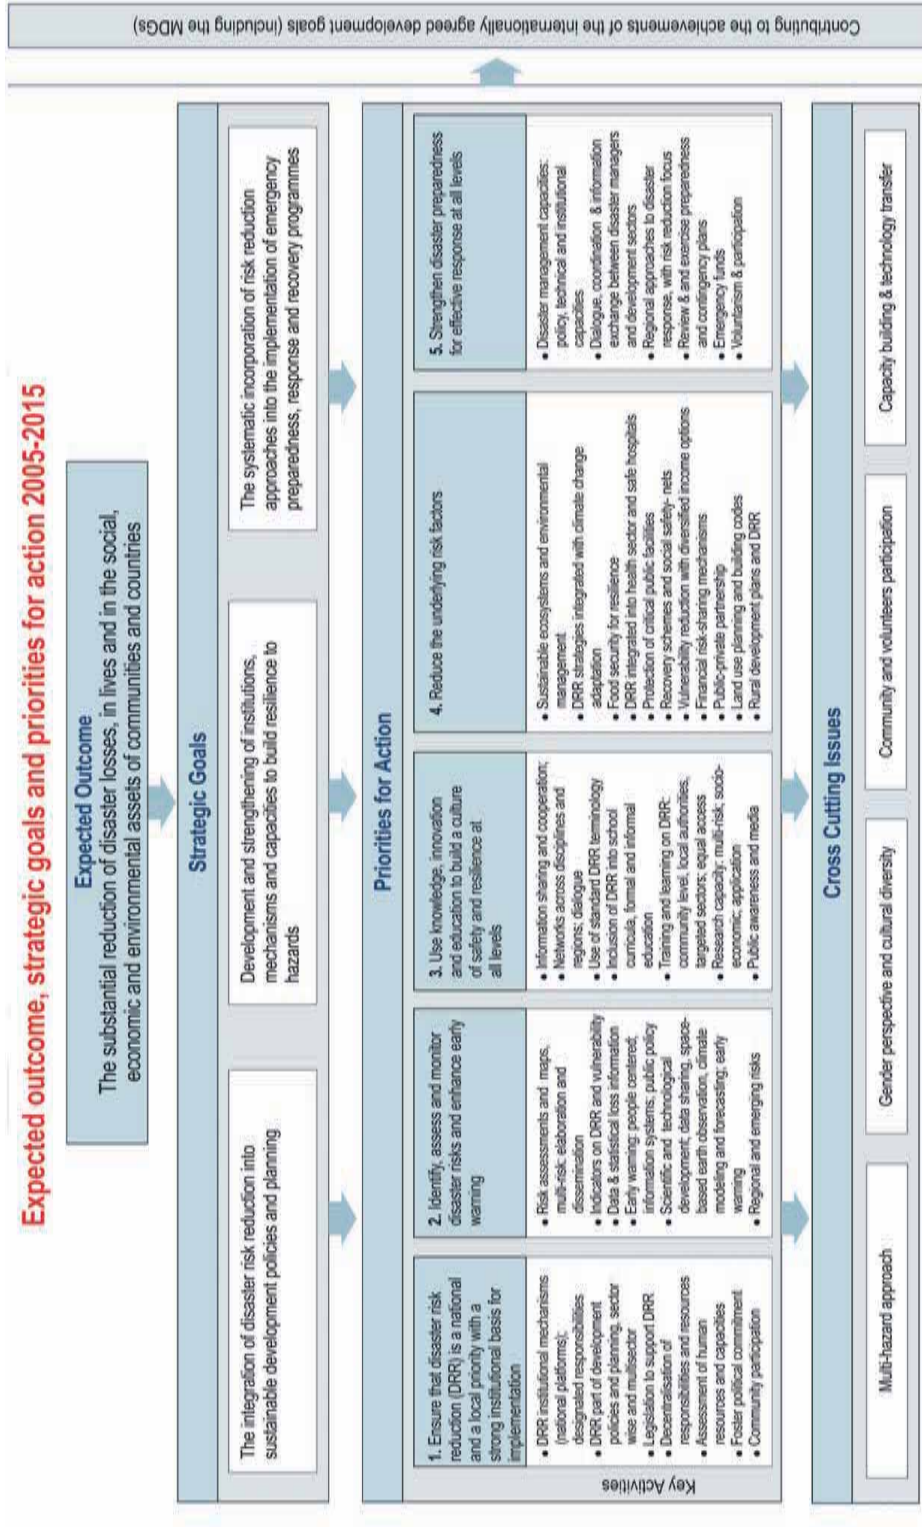 Expected outcome, strategic goals and priorities for action 2005-2015
Expected Outcome
The substantial reduction of disaster losses, in lives and in the social,
economic and environmental assets of communities and countries
Strategic Goals
The integration of disaster risk reduction into
sustainable development policies and planning
Development and strengthening of institutions,
mechanisms and capacities to build resilience to
hazards
The systematic incorporation of risk reduction
approaches into the implementation of emergency
preparedness, response and recovery programmes
Priorities for Action
1. Ensure that disaster risk
reduction (DRR) is a national
and a local priority with a
strong institutional basis for
implementation
2. Identify, assess and monitor
disaster risks and enhance early
warning
3. Use knowledge, innovation
and education to build a culture
of safety and resilience at
all levels
4. Reduce the underlying risk factors
5. Strengthen disaster preparedness
for effective response at all levels
Key Activities
• DRR institutional mechanisms
(national platforms);
designated responsibilities
• DRR part of development
policies and planning, sector
wise and multisector
• Legislation to support DRR
• Decentralisation of
responsibilities and resources
• Assessment of human
resources and capacities
• Foster political commitment
• Community participation
• Risk assessments and maps,
multi-risk: elaboration and
dissemination
• Indicators on DRR and vulnerability
• Data & statistical loss information
• Early warning: people centered;
information systems; public policy
• Scientific and technological
development; data sharing, space-
based earth observation, climate
modeling and forecasting; early
warning
• Regional and emerging risks
• Information sharing and cooperation;
• Networks across disciplines and
regions; dialogue
• Use of standard DRR terminology
• Inclusion of DRR into school
curricula, formal and informal
education
• Training and learning on DRR:
community level, local authorities,
targeted sectors; equal access
• Research capacity: multi-risk; socio-
economic; application
• Public awareness and media
• Sustainable ecosystems and environmental
management
• DRR strategies integrated with climate change
adaptation
• Food security for resilience
• DRR integrated into health sector and safe hospitals
• Protection of critical public facilities
• Recovery schemes and social safety- nets
• Vulnerability reduction with diversified income options
• Financial risk-sharing mechanisms
• Public-private partnership
• Land use planning and building codes
• Rural development plans and DRR
• Disaster management capacities:
policy, technical and institutional
capacities
• Dialogue, coordination & information
exchange between disaster managers
and development sectors
• Regional approaches to disaster
response, with risk reduction focus
• Review & and exercise preparedness
and contingency plans
• Emergency funds
• Voluntarism & participation
Cross Cutting Issues
Multi-hazard approach
Gender perspective and cultural diversity
Community and volunteers participation
Capacity building & technology transfer
Contributing to the achievements of the internationally agreed development goals (including the MDGs)